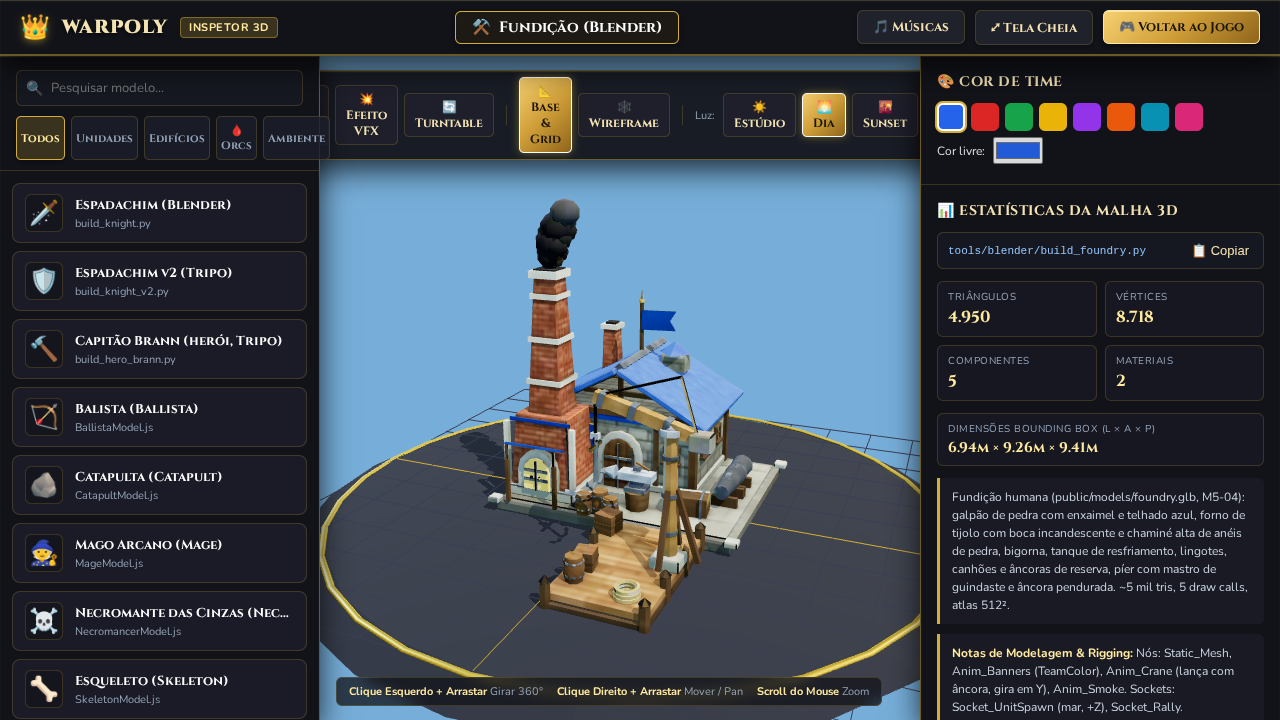 WARPOLY
INSPETOR 3D
Fundição (Blender)
Músicas
Tela Cheia
Voltar ao Jogo
Pesquisar modelo...
Todos
Unidades
Edifícios
Orcs
Ambiente
Efeito
VFX
Turntable
Base
&
Grid
Wireframe
Luz:
Estúdio
Dia
Sunset
Espadachim (Blender)
build_knight.py
Espadachim v2 (Tripo)
build_knight_v2.py
Capitão Brann (herói, Tripo)
build_hero_brann.py
Balista (Ballista)
BallistaModel.js
Catapulta (Catapult)
CatapultModel.js
Mago Arcano (Mage)
MageModel.js
Necromante das Cinzas (Nec...
NecromancerModel.js
Esqueleto (Skeleton)
SkeletonModel.js
Clique Esquerdo + Arrastar Girar 360° Clique Direito + Arrastar Mover / Pan Scroll do Mouse Zoom
COR DE TIME
Cor livre:
ESTATÍSTICAS DA MALHA 3D
tools/blender/build_foundry.py
Copiar
TRIÂNGULOS
4.950
VÉRTICES
8.718
COMPONENTES
5
MATERIAIS
2
DIMENSÕES BOUNDING BOX (L × A × P)
6.94m × 9.26m × 9.41m
Fundição humana (public/models/foundry.glb, M5-04):
galpão de pedra com enxaimel e telhado azul, forno de
tijolo com boca incandescente e chaminé alta de anéis
de pedra, bigorna, tanque de resfriamento, lingotes,
canhões e âncoras de reserva, píer com mastro de
guindaste e âncora pendurada. ~5 mil tris, 5 draw calls,
atlas 512².
Notas de Modelagem & Rigging: Nós: Static_Mesh,
Anim_Banners (TeamColor), Anim_Crane (lança com
âncora, gira em Y), Anim_Smoke. Sockets:
Socket_UnitSpawn (mar, +Z), Socket_Rally.